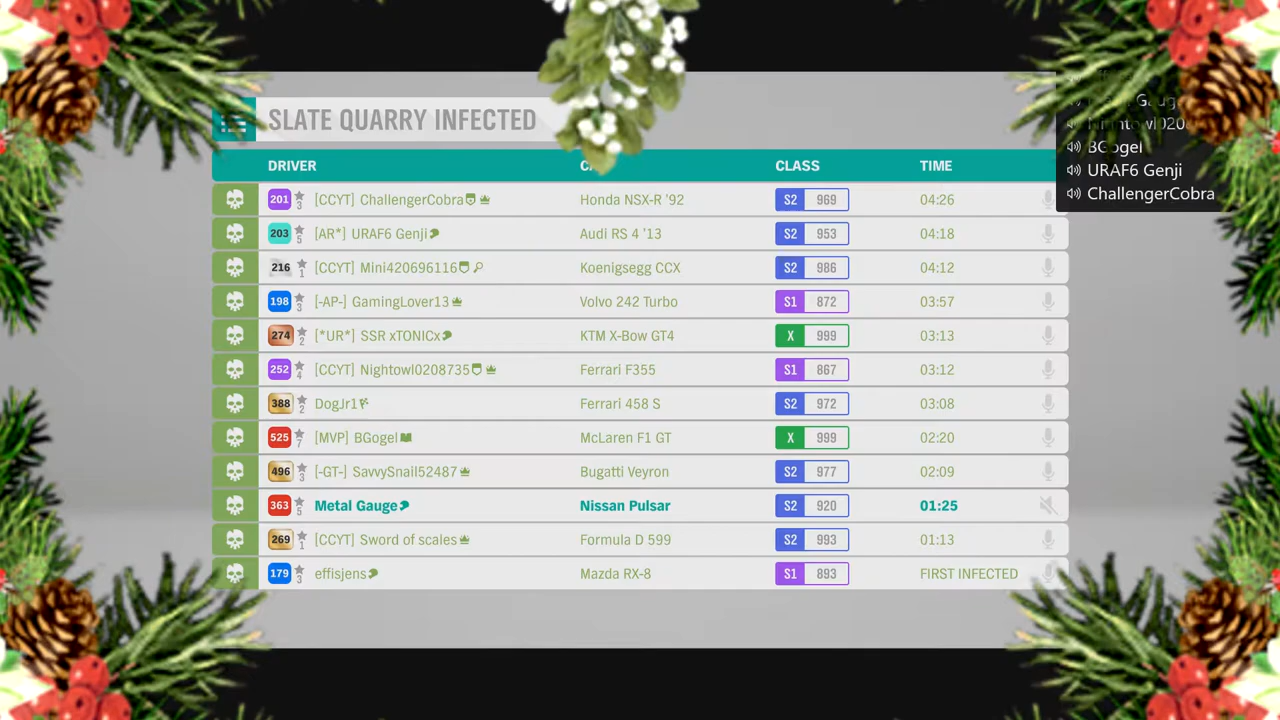 SLATE QUARRY INFECTED
DRIVER CLASS TIME
201 3 [CCYT] ChallengerCobra Honda NSX-R '92 S2 969 04:26
203 5 [AR*] URAF6 Genji Audi RS 4 '13 S2 953 04:18
216 1 [CCYT] Mini420696116 Koenigsegg CCX S2 986 04:12
198 3 [-AP-] GamingLover13 Volvo 242 Turbo S1 872 03:57
274 2 [*UR*] SSR xTONICx KTM X-Bow GT4 X 999 03:13
252 4 [CCYT] Nightowl0208735 Ferrari F355 S1 867 03:12
388 2 DogJr1 Ferrari 458 S S2 972 03:08
525 7 [MVP] BGogel McLaren F1 GT X 999 02:20
496 3 [-GT-] SavvySnail52487 Bugatti Veyron S2 977 02:09
363 5 Metal Gauge Nissan Pulsar S2 920 01:25
269 1 [CCYT] Sword of scales Formula D 599 S2 993 01:13
179 3 effisjens Mazda RX-8 S1 893 FIRST INFECTED
BGogel
URAF6 Genji
ChallengerCobra